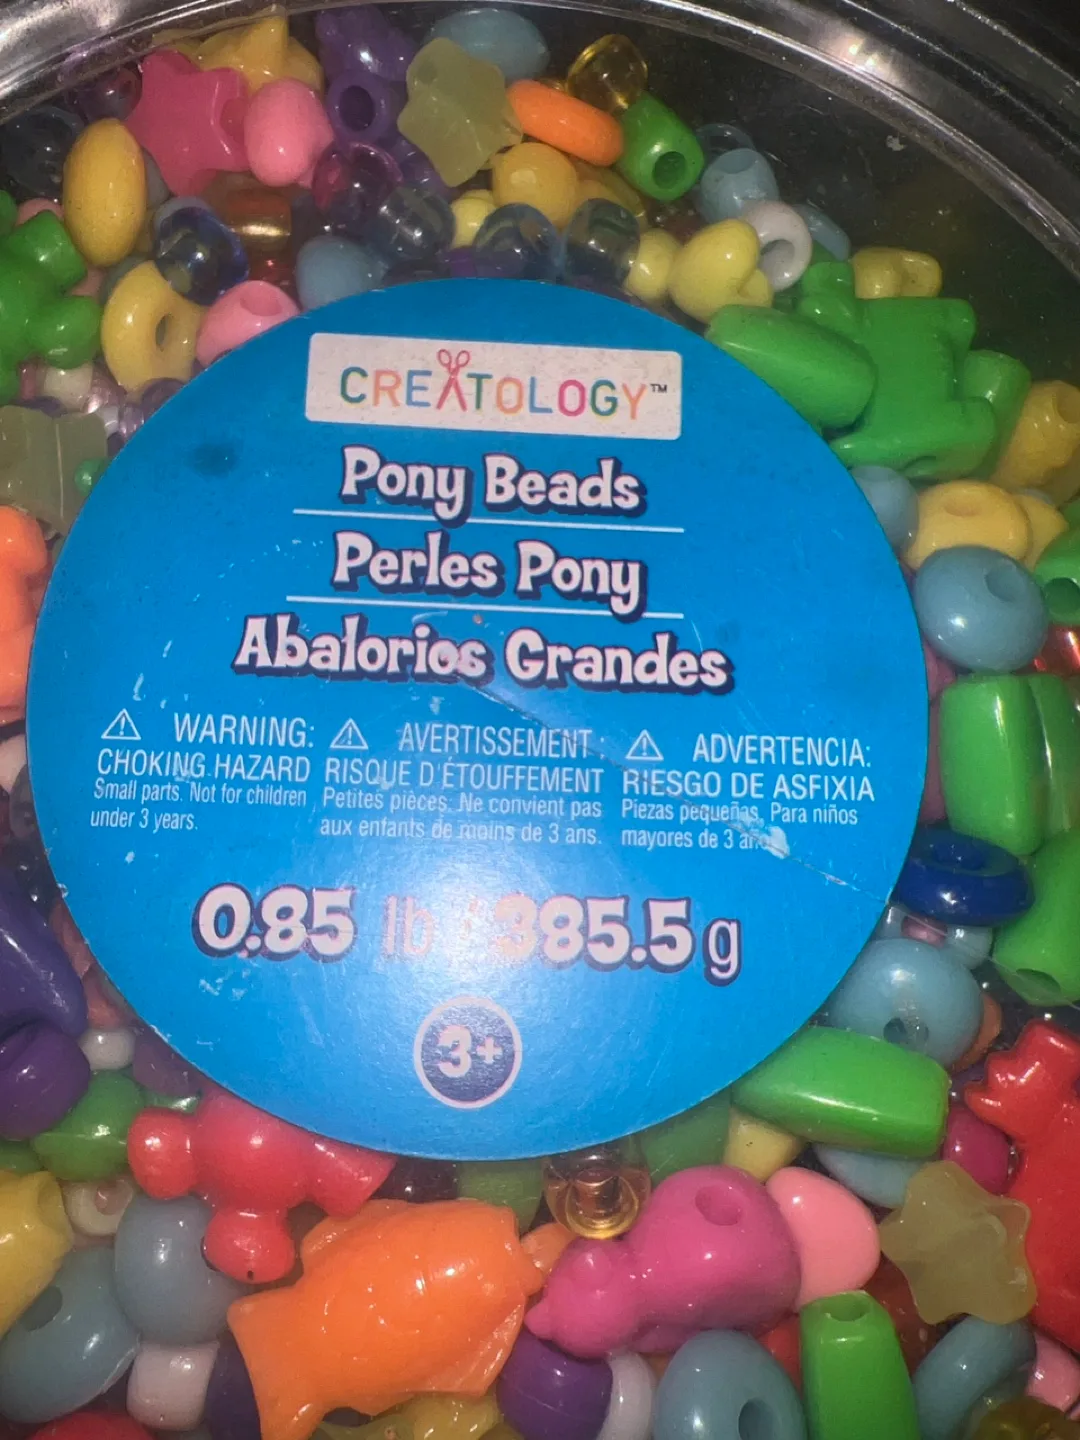 CREATOLOGY™
Pony Beads
Perles Pony
Abalorios Grandes
⚠ WARNING:
CHOKING HAZARD
Small parts. Not for children
under 3 years.
⚠ AVERTISSEMENT :
RISQUE D'ÉTOUFFEMENT
Petites pièces. Ne convient pas
aux enfants de moins de 3 ans.
⚠ ADVERTENCIA:
RIESGO DE ASFIXIA
Piezas pequeñas. Para niños
mayores de 3 años.
0.85 lb / 385.5 g
3+